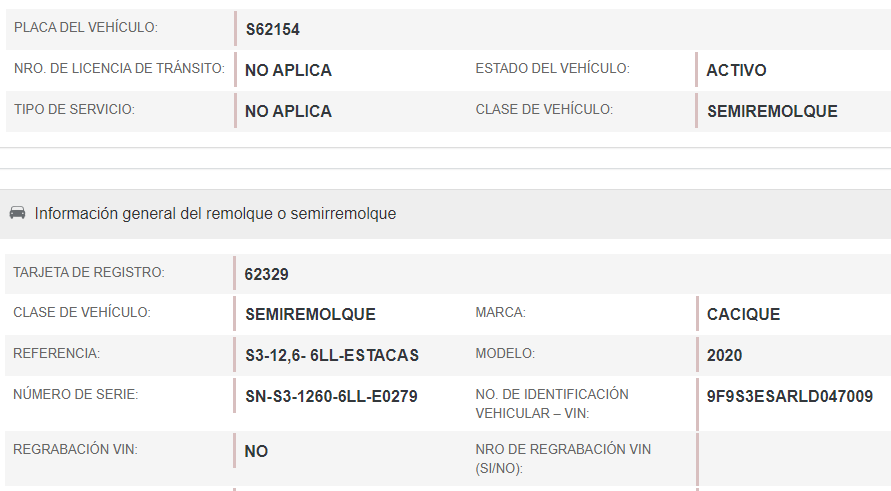 PLACA DEL VEHÍCULO: S62154
NRO. DE LICENCIA DE TRÁNSITO: NO APLICA ESTADO DEL VEHÍCULO: ACTIVO
TIPO DE SERVICIO: NO APLICA CLASE DE VEHÍCULO: SEMIREMOLQUE
Información general del remolque o semirremolque
TARJETA DE REGISTRO: 62329
CLASE DE VEHÍCULO: SEMIREMOLQUE MARCA: CACIQUE
REFERENCIA: S3-12,6- 6LL-ESTACAS MODELO: 2020
NÚMERO DE SERIE: SN-S3-1260-6LL-E0279 NO. DE IDENTIFICACIÓN
VEHICULAR – VIN: 9F9S3ESARLD047009
REGRABACIÓN VIN: NO NRO DE REGRABACIÓN VIN
(SI/NO):